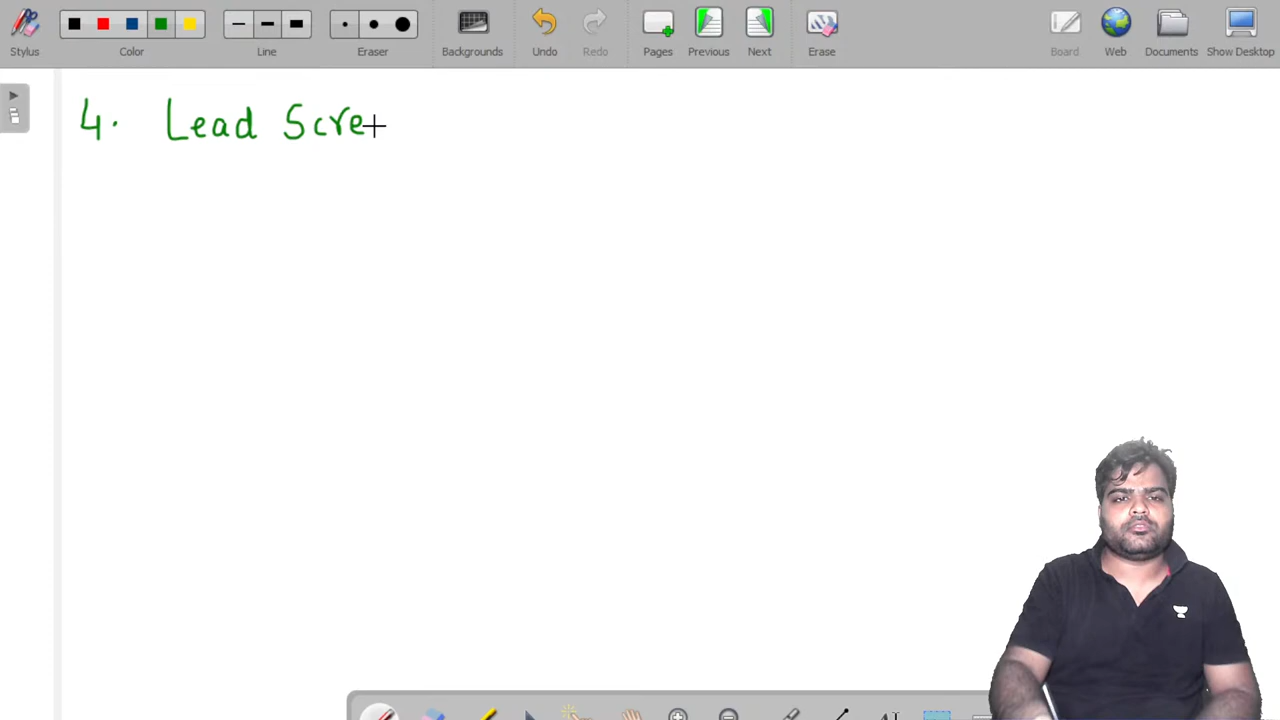 Stylus
Color
Line
Eraser
Backgrounds
Undo
Redo
Pages
Previous
Next
Erase
Board
Web
Documents
Show Desktop
4. Lead Scre